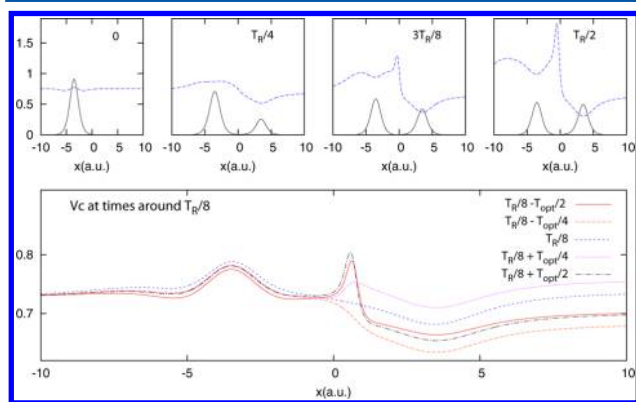 0
T_R/4
3T_R/8
T_R/2
1.5
1
0.5
0
-10 -5 0 5 10
-10 -5 0 5 10
-10 -5 0 5 10
-10 -5 0 5 10
x(a.u.)
x(a.u.)
x(a.u.)
x(a.u.)
Vc at times around T_R/8
T_R/8 -T_opt/2
T_R/8 - T_opt/4
T_R/8
T_R/8 + T_opt/4
T_R/8 + T_opt/2
0.8
0.7
-10 -5 0 5 10
x(a.u.)